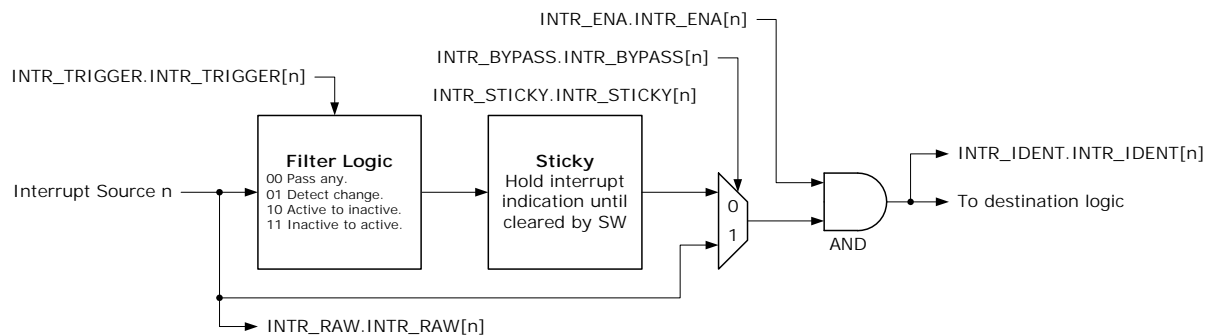 INTR_ENA.INTR_ENA[n]
INTR_BYPASS.INTR_BYPASS[n]
INTR_TRIGGER.INTR_TRIGGER[n]
INTR_STICKY.INTR_STICKY[n]
Filter Logic
00 Pass any.
01 Detect change.
10 Active to inactive.
11 Inactive to active.
Sticky
Hold interrupt
indication until
cleared by SW
Interrupt Source n
0
1
AND
INTR_IDENT.INTR_IDENT[n]
To destination logic
INTR_RAW.INTR_RAW[n]